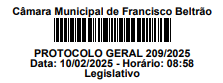 Câmara Municipal de Francisco Beltrão
PROTOCOLO GERAL 209/2025
Data: 10/02/2025 - Horário: 08:58
Legislativo